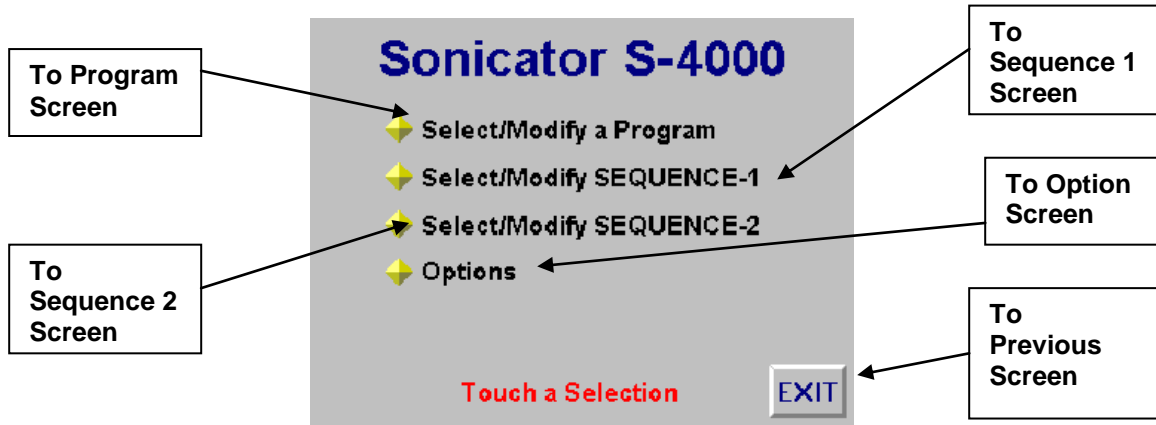 To Program
Screen
To
Sequence 2
Screen
Sonicator S-4000
Select/Modify a Program
Select/Modify SEQUENCE-1
Select/Modify SEQUENCE-2
Options
Touch a Selection
EXIT
To
Sequence 1
Screen
To Option
Screen
To
Previous
Screen